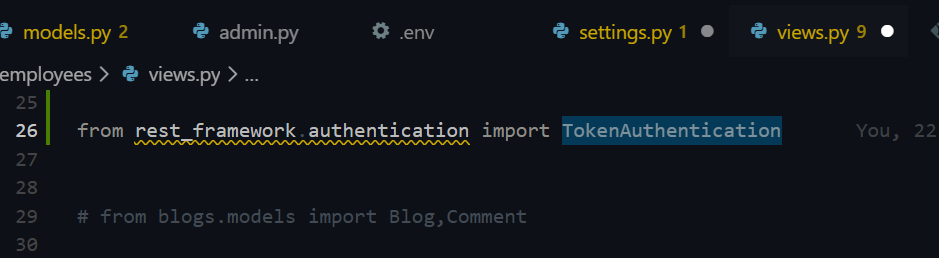 models.py 2 admin.py .env settings.py 1 views.py 9
employees > views.py > ...
25
26 from rest_framework.authentication import TokenAuthentication You, 22
27
28
29 # from blogs.models import Blog,Comment
30